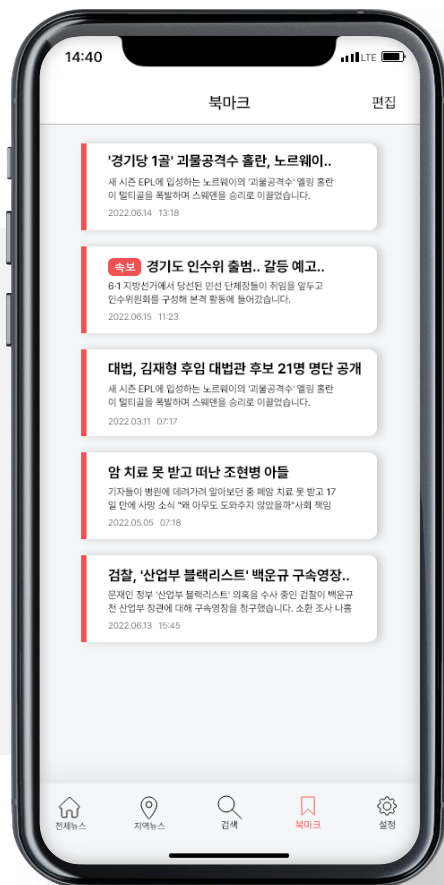 14:40
LTE
북마크
편집
'경기당 1골' 괴물공격수 홀란, 노르웨이..
새 시즌 EPL에 입성하는 노르웨이의 '괴물공격수' 엘링 홀란
이 멀티골을 폭발하며 스웨덴을 승리로 이끌었습니다.
2022.06.14 13:18
속보 경기도 인수위 출범.. 갈등 예고..
6·1 지방선거에서 당선된 민선 단체장들이 취임을 앞두고
인수위원회를 구성해 본격 활동에 들어갔습니다.
2022.06.15 11:23
대법, 김재형 후임 대법관 후보 21명 명단 공개
새 시즌 EPL에 입성하는 노르웨이의 '괴물공격수' 엘링 홀란
이 멀티골을 폭발하며 스웨덴을 승리로 이끌었습니다.
2022.03.11 07:17
암 치료 못 받고 떠난 조현병 아들
기자들이 병원에 데려가려 알아보던 중 폐암 치료 못 받고 17
일 만에 사망 소식 "왜 아무도 도와주지 않았을까"사회 책임
2022.05.05 07:18
검찰, '산업부 블랙리스트' 백운규 구속영장..
문재인 정부 '산업부 블랙리스트' 의혹을 수사 중인 검찰이 백운규
전 산업부 장관에 대해 구속영장을 청구했습니다. 소환 조사 나흘
2022.06.13 15:45
전체뉴스
지역뉴스
검색
북마크
설정